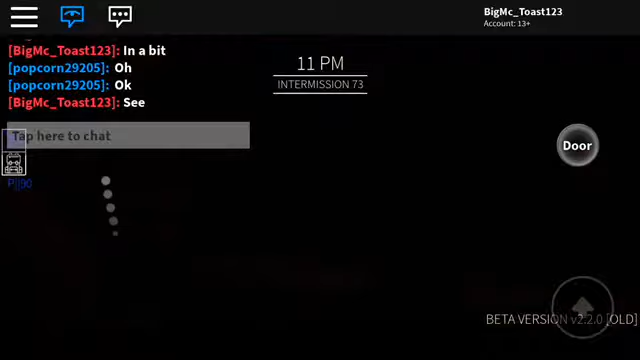 BigMc_Toast123
Account: 13+
[BigMc_Toast123]: In a bit
[popcorn29205]: Oh
[popcorn29205]: Ok
[BigMc_Toast123]: See
11 PM
INTERMISSION 73
Tap here to chat
Door
BETA VERSION v2.2.0 [OLD]